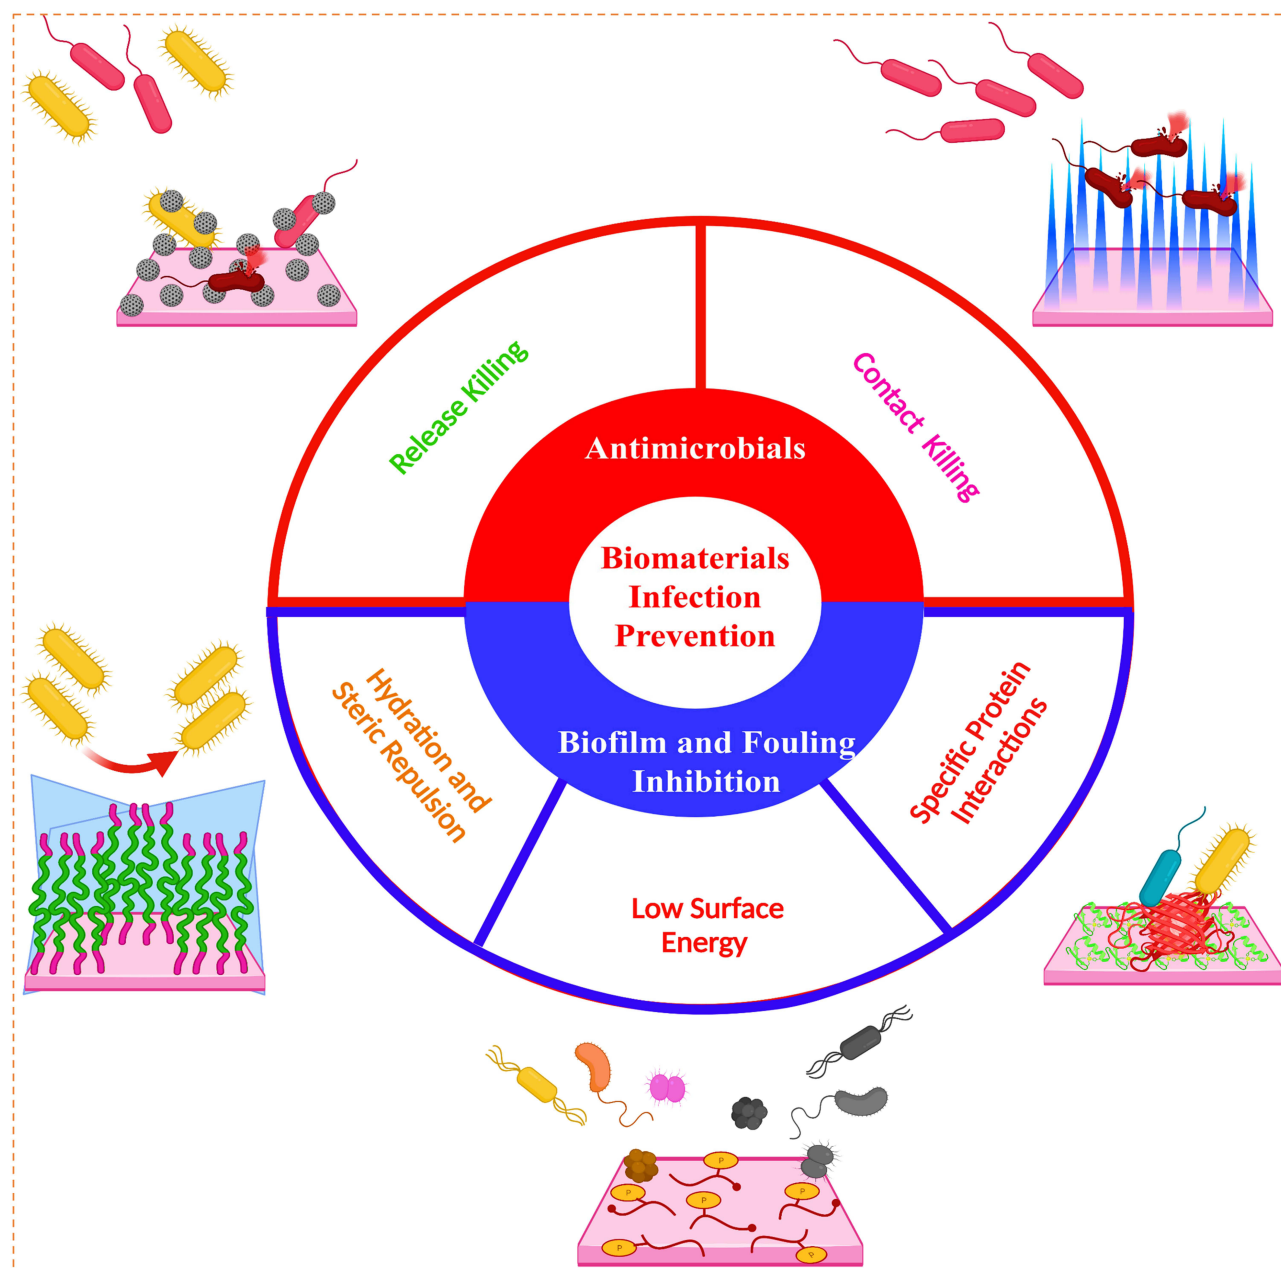 Release Killing
Contact Killing
Antimicrobials
Biomaterials
Infection
Prevention
Biofilm and Fouling
Inhibition
Hydration and
Steric Repulsion
Specific Protein
Interactions
Low Surface
Energy
P
P
P
P
P
P